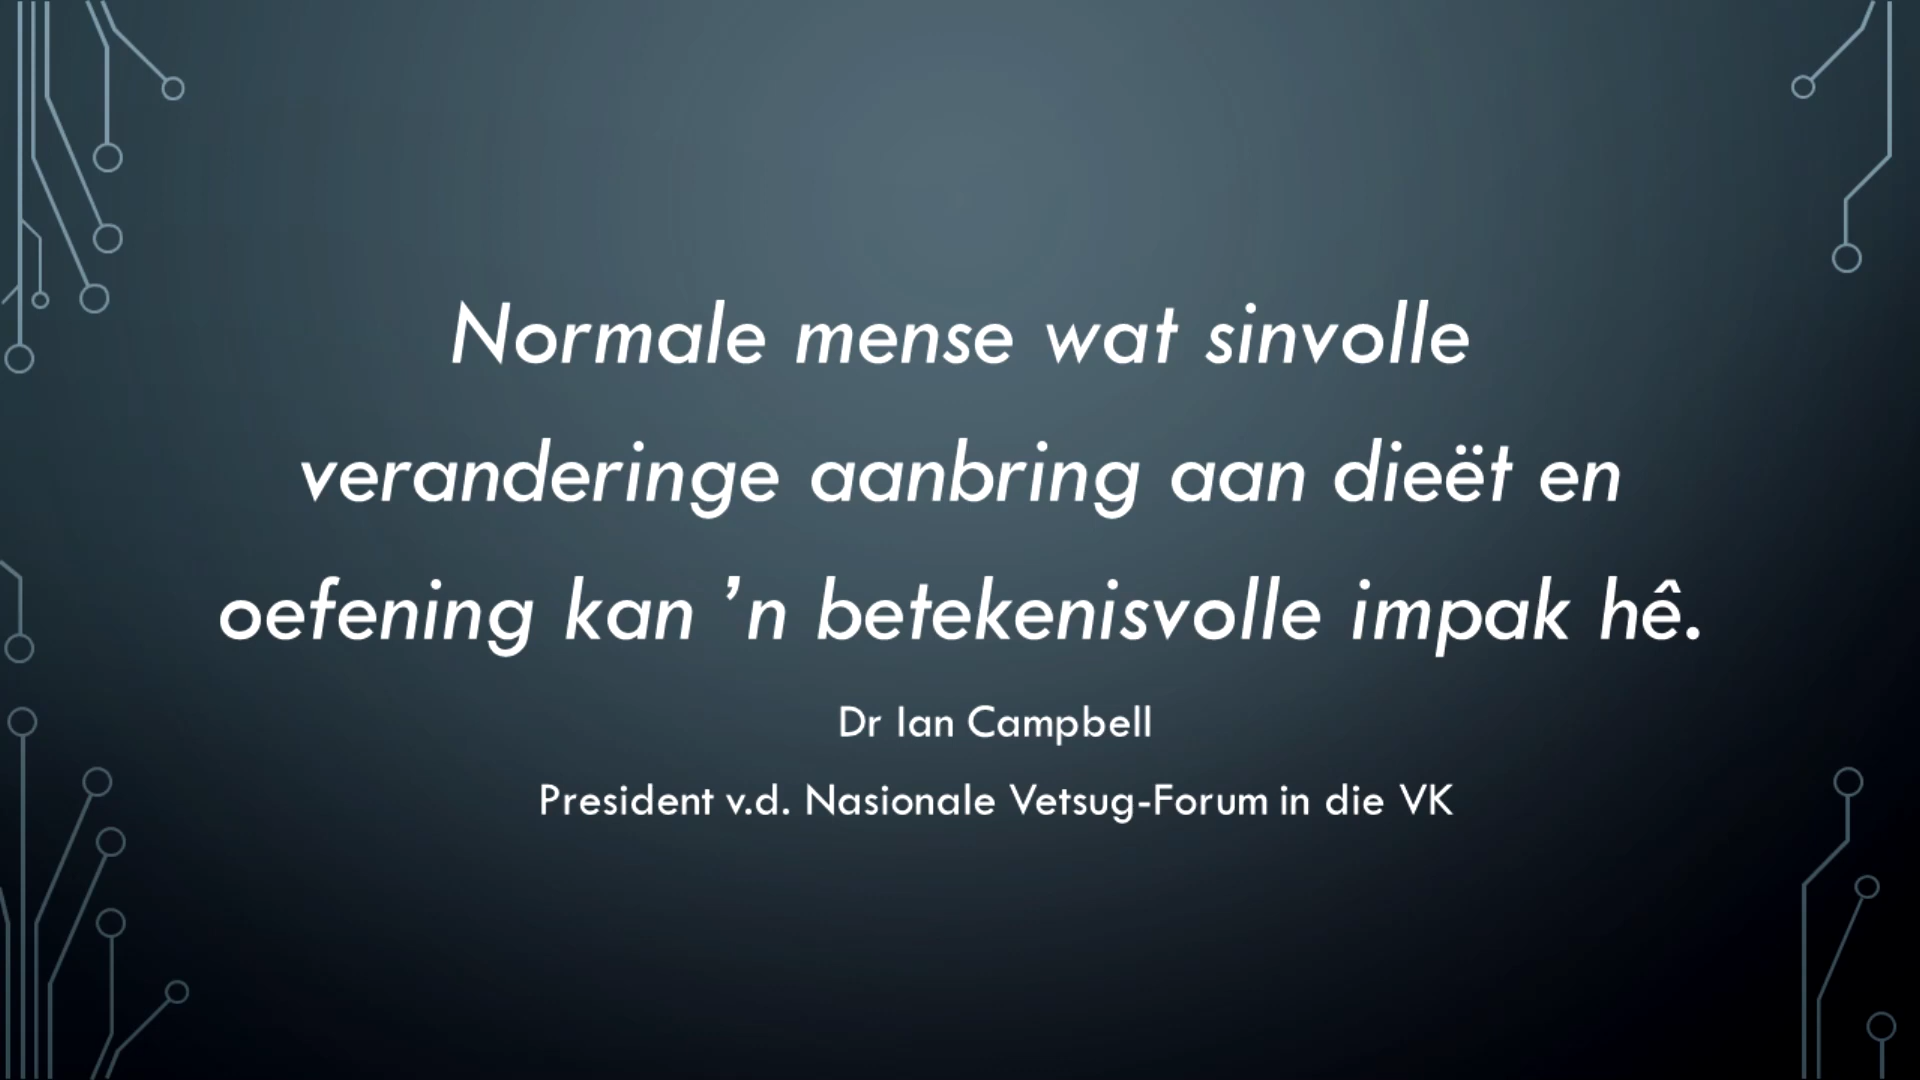 Normale mense wat sinvolle
veranderinge aanbring aan dieët en
oefening kan ’n betekenisvolle impak hê.
Dr Ian Campbell
President v.d. Nasionale Vetsug-Forum in die VK